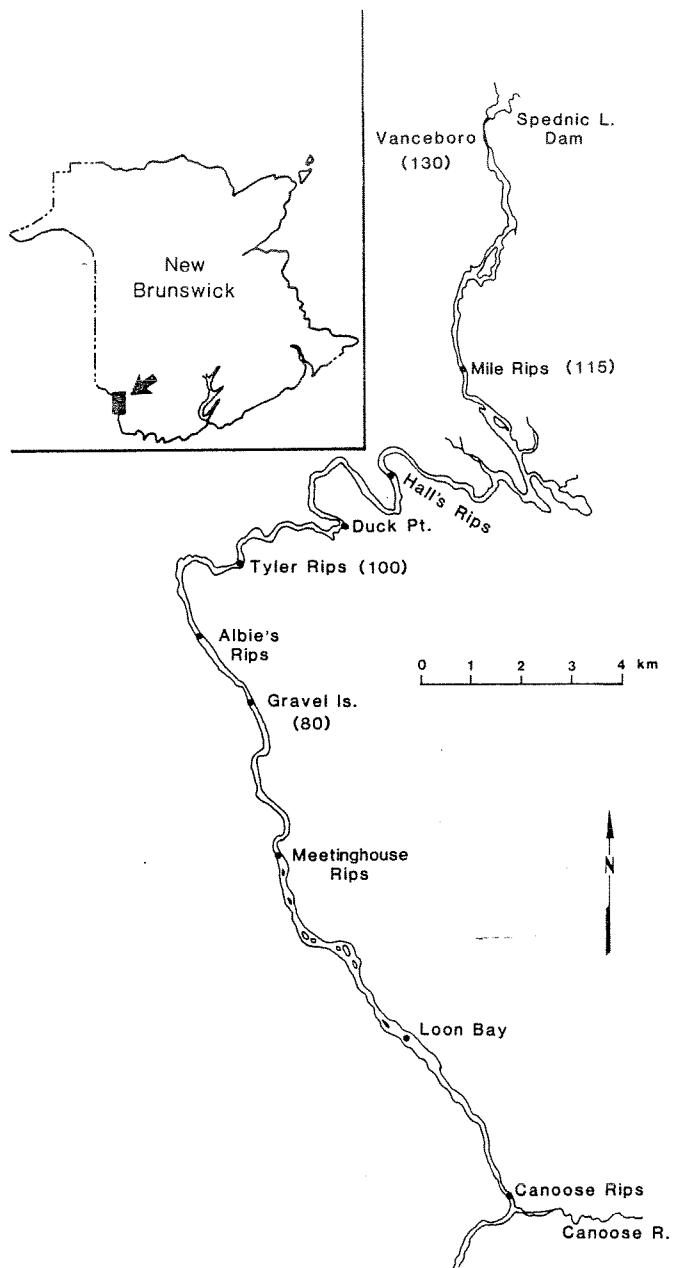 Spednic L.
Dam
Vanceboro
(130)
New
Brunswick
Mile Rips (115)
Hall's Rips
Duck Pt.
Tyler Rips (100)
Albie's
Rips
0 1 2 3 4 km
Gravel Is.
(80)
N
Meetinghouse
Rips
Loon Bay
Canoose Rips
Canoose R.